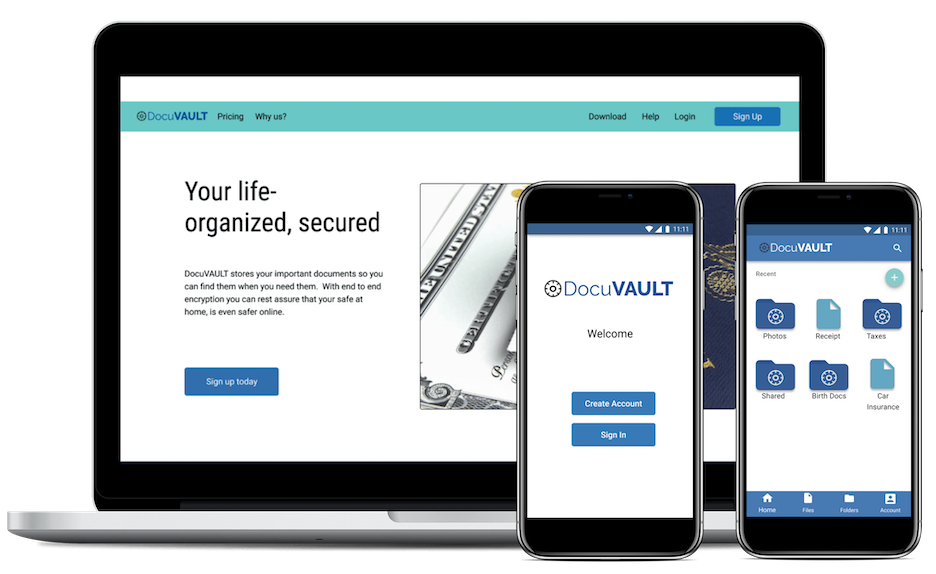 DocuVAULT Pricing Why us? Download Help Login Sign Up
Your life-
organized, secured
DocuVAULT stores your important documents so you
can find them when you need them. With end to end
encryption you can rest assure that your safe at
home, is even safer online.
Sign up today
THE UNITED STA
11:11
DocuVAULT
Welcome
Create Account
Sign In
11:11
DocuVAULT
Recent
+
Photos Receipt Taxes
Shared Birth Docs Car
Insurance
Home Files Folders Account